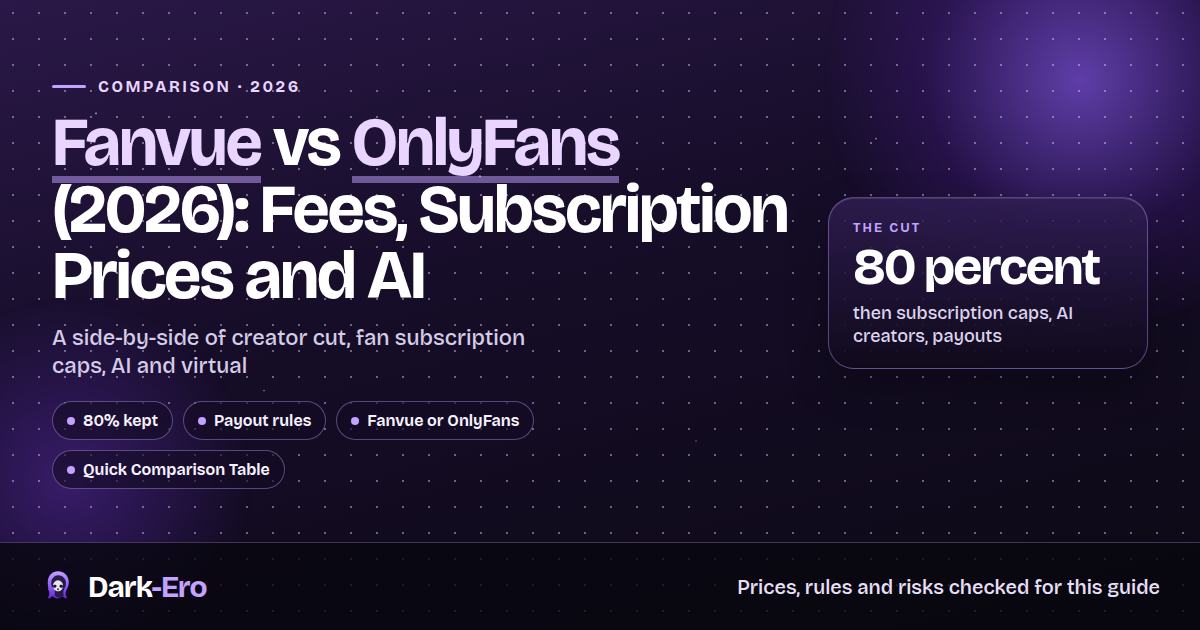 COMPARISON · 2026
Fanvue vs OnlyFans
(2026): Fees, Subscription
Prices and AI
A side-by-side of creator cut, fan subscription
caps, AI and virtual
80% kept
Payout rules
Fanvue or OnlyFans
Quick Comparison Table
THE CUT
80 percent
then subscription caps, AI
creators, payouts
Dark-Ero
Prices, rules and risks checked for this guide